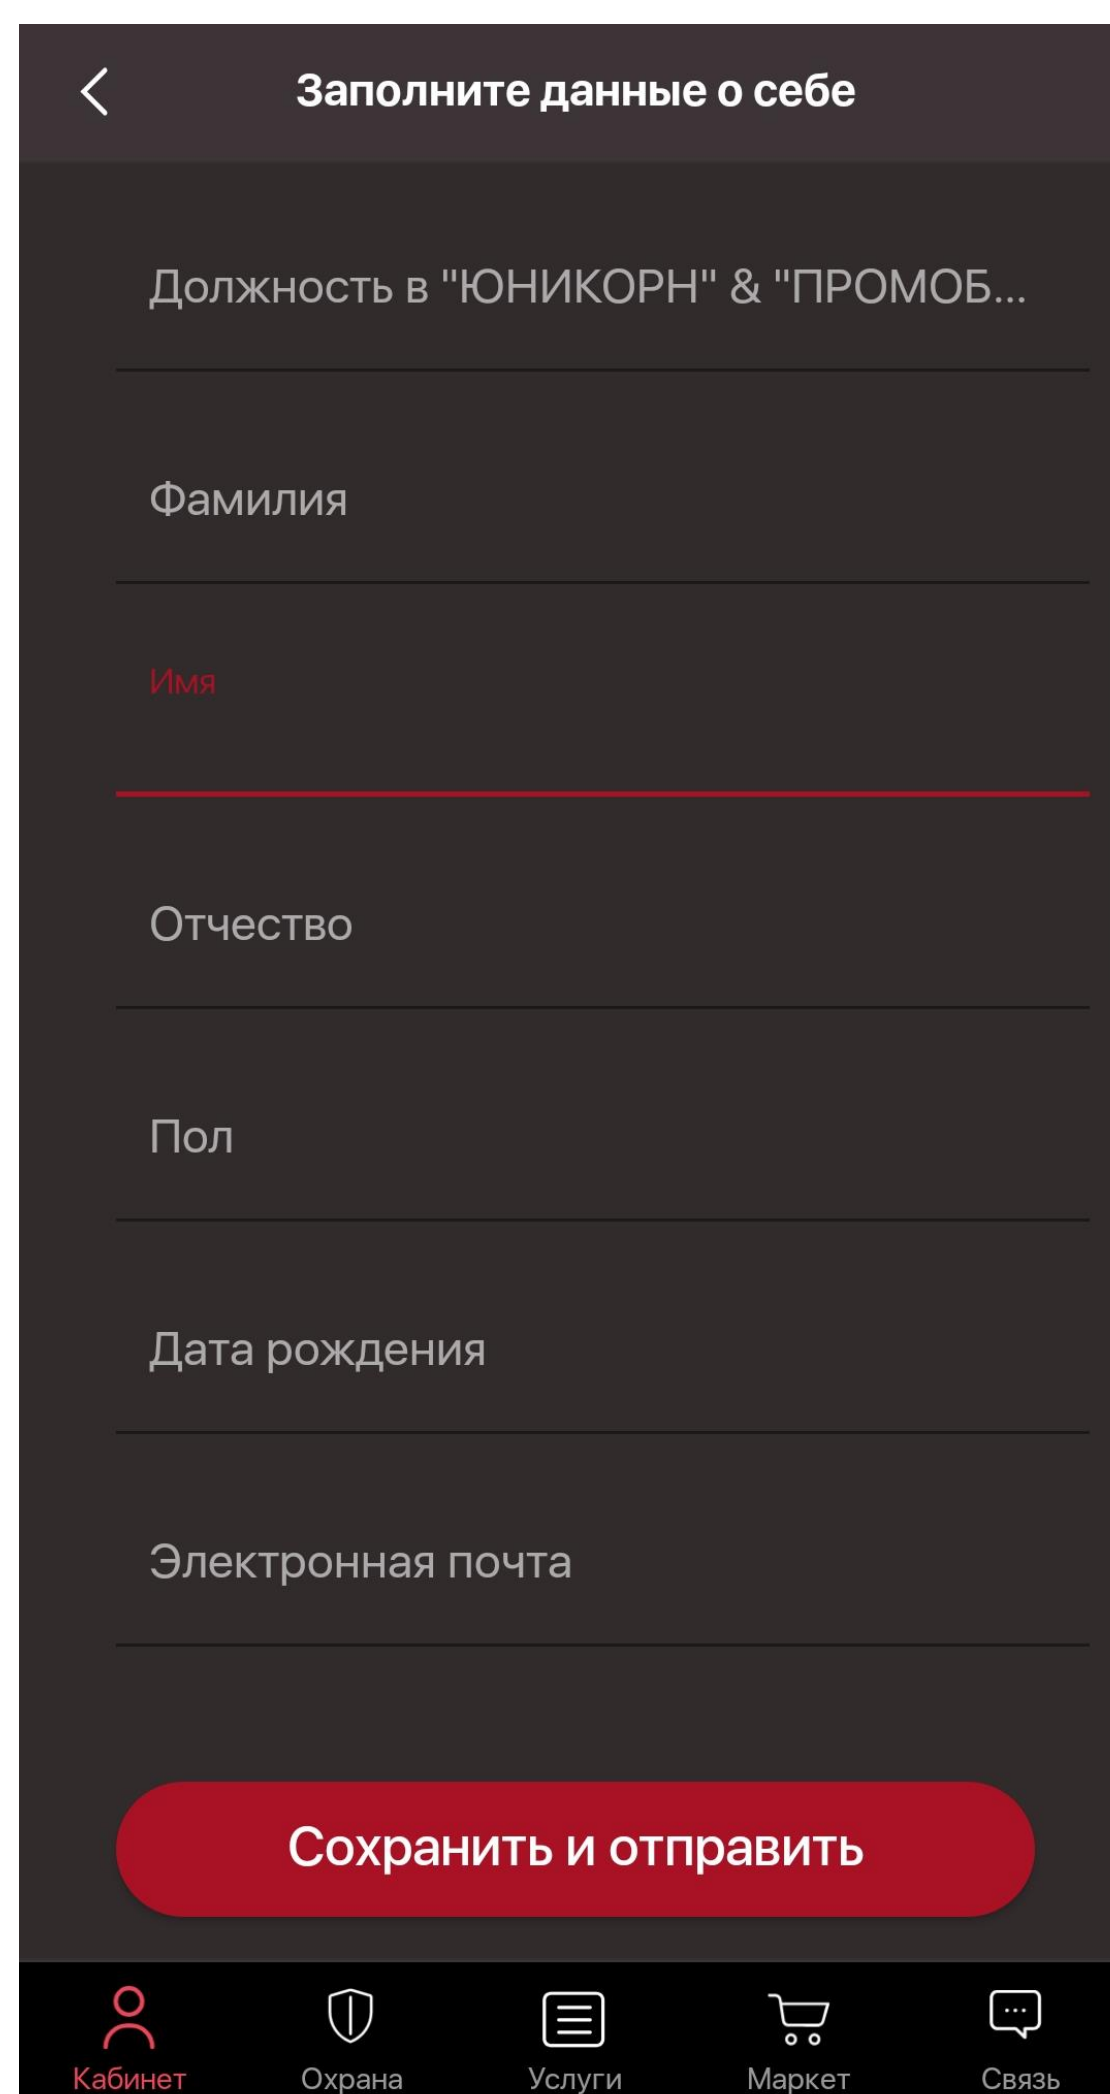 Заполните данные о себе
Должность в "ЮНИКОРН" & "ПРОМОБ...
Фамилия
Имя
Отчество
Пол
Дата рождения
Электронная почта
Сохранить и отправить
Кабинет Охрана Услуги Маркет Связь